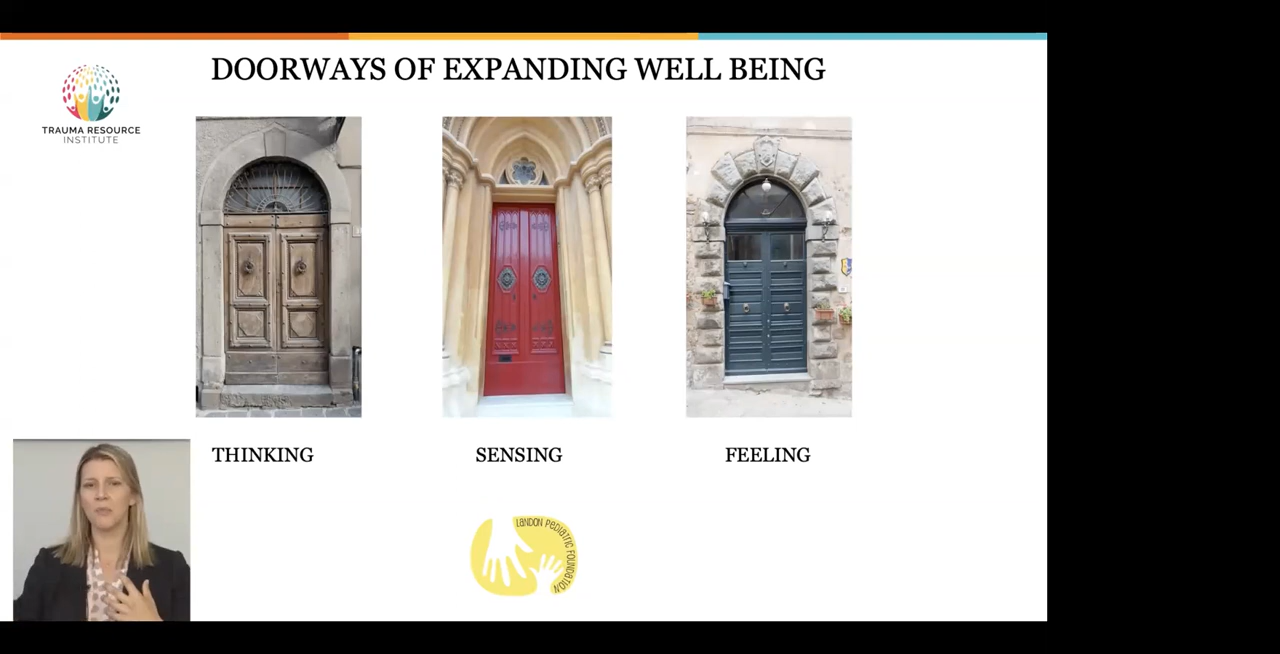 DOORWAYS OF EXPANDING WELL BEING
TRAUMA RESOURCE
INSTITUTE
THINKING
SENSING
FEELING
LANDON PEDIATRIC FOUNDATION